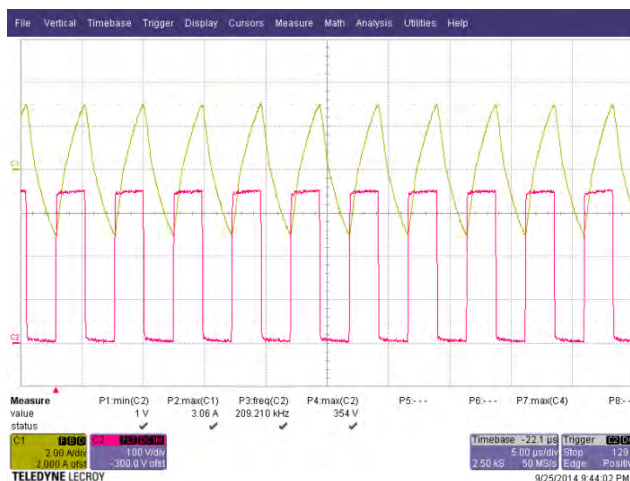 File Vertical Timebase Trigger Display Cursors Measure Math Analysis Utilities Help
C1
C2
Measure P1:min(C2) P2:max(C1) P3:freq(C2) P4:max(C2) P5:- - - P6:- - - P7:max(C4) P8:-
value 1 V 3.06 A 209.210 kHz 354 V
status
C1 C2 Timebase -22.1 µs Trigger
2.00 A/div 100 V/div 5.00 µs/div Stop 129
2.000 A ofst -300.0 V ofst 2.50 kS 50 MS/s Edge Positiv
TELEDYNE LECROY 9/25/2014 9:44:02 PM